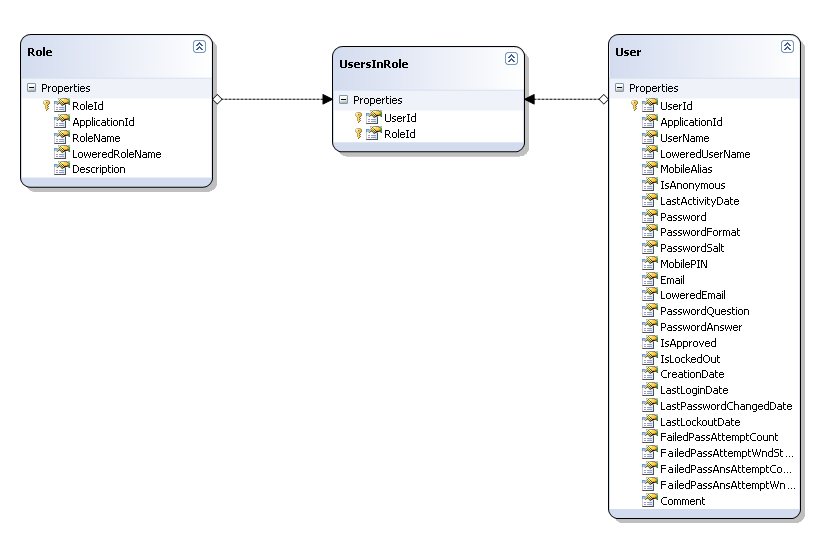 Role
Properties
RoleId
ApplicationId
RoleName
LoweredRoleName
Description
UsersInRole
Properties
UserId
RoleId
User
Properties
UserId
ApplicationId
UserName
LoweredUserName
MobileAlias
IsAnonymous
LastActivityDate
Password
PasswordFormat
PasswordSalt
MobilePIN
Email
LoweredEmail
PasswordQuestion
PasswordAnswer
IsApproved
IsLockedOut
CreationDate
LastLoginDate
LastPasswordChangedDate
LastLockoutDate
FailedPassAttemptCount
FailedPassAttemptWndSt...
FailedPassAnsAttemptCo...
FailedPassAnsAttemptWn...
Comment